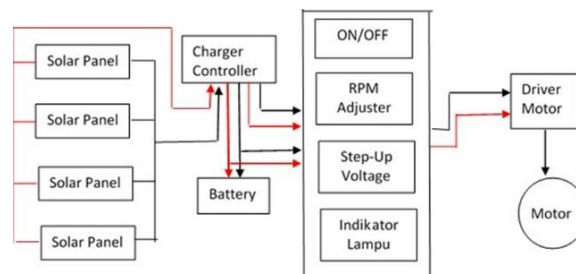 Solar Panel
Solar Panel
Solar Panel
Solar Panel
Charger
Controller
Battery
ON/OFF
RPM
Adjuster
Step-Up
Voltage
Indikator
Lampu
Driver
Motor
Motor